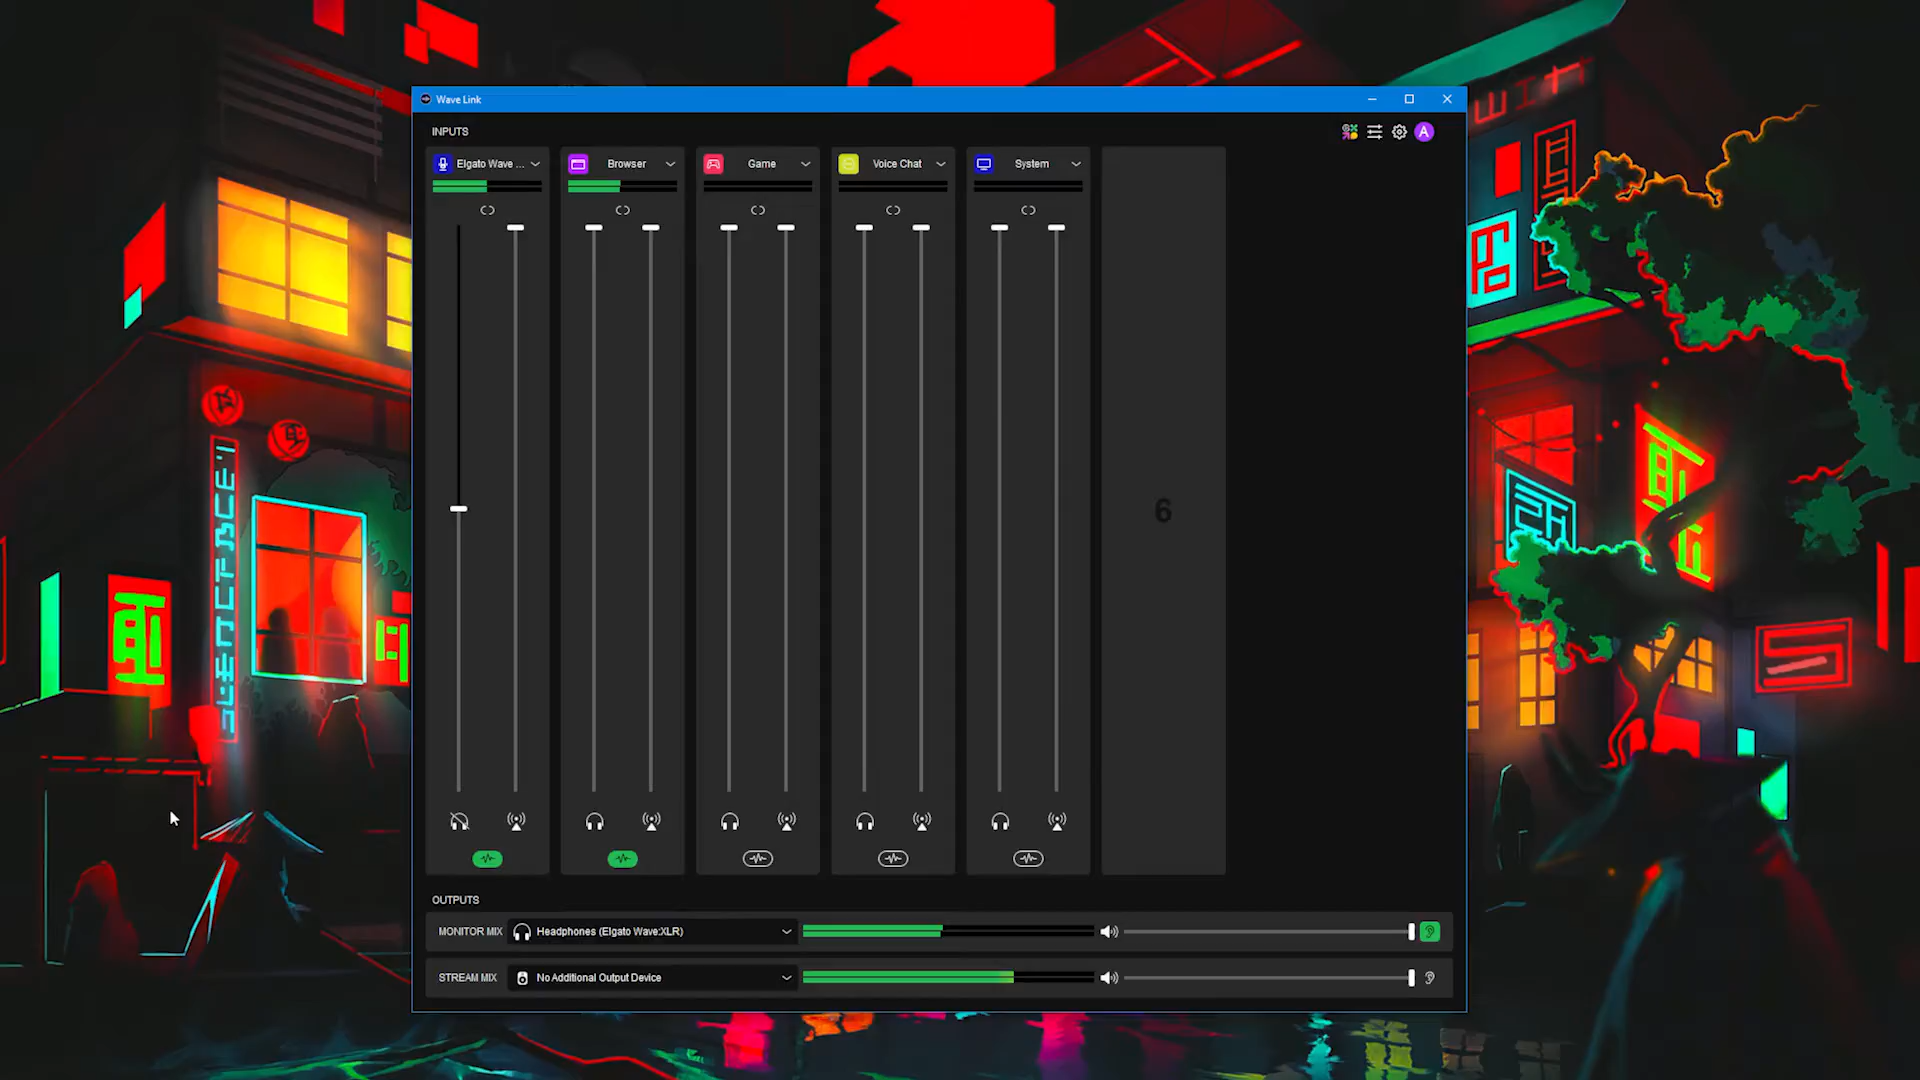 Wave Link
INPUTS
A
Elgato Wave ...
Browser
Game
Voice Chat
System
6
OUTPUTS
MONITOR MIX
Headphones (Elgato Wave:XLR)
STREAM MIX
No Additional Output Device